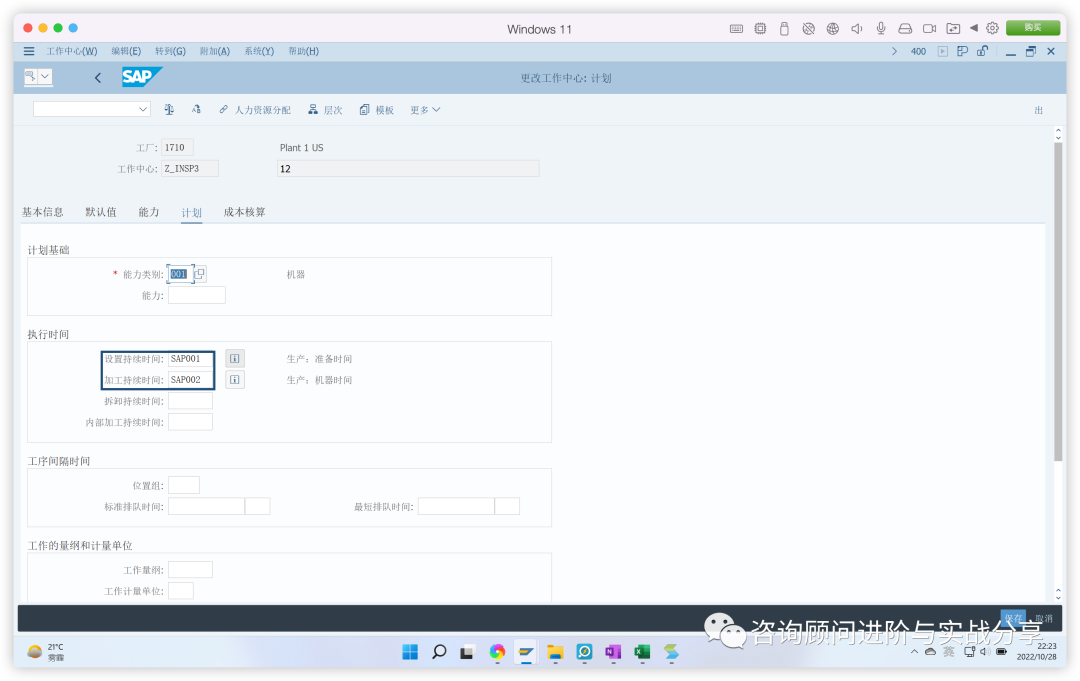 Windows 11
购买
工作中心(W) 编辑(E) 转到(G) 附加(A) 系统(Y) 帮助(H)
400
SAP
更改工作中心: 计划
人力资源分配 层次 模板 更多
出
工厂: 1710 Plant 1 US
工作中心: Z_INSP3 12
基本信息 默认值 能力 计划 成本核算
计划基础
* 能力类别: 001 机器
能力:
执行时间
设置持续时间: SAP001 生产: 准备时间
加工持续时间: SAP002 生产: 机器时间
拆卸持续时间:
内部加工持续时间:
工序间隔时间
位置组:
标准排队时间: 最短排队时间:
工作的量纲和计量单位
工作量纲:
工作计量单位:
保存 取消
咨询顾问进阶与实战分享
21°C
雾霾
英
22:23
2022/10/28